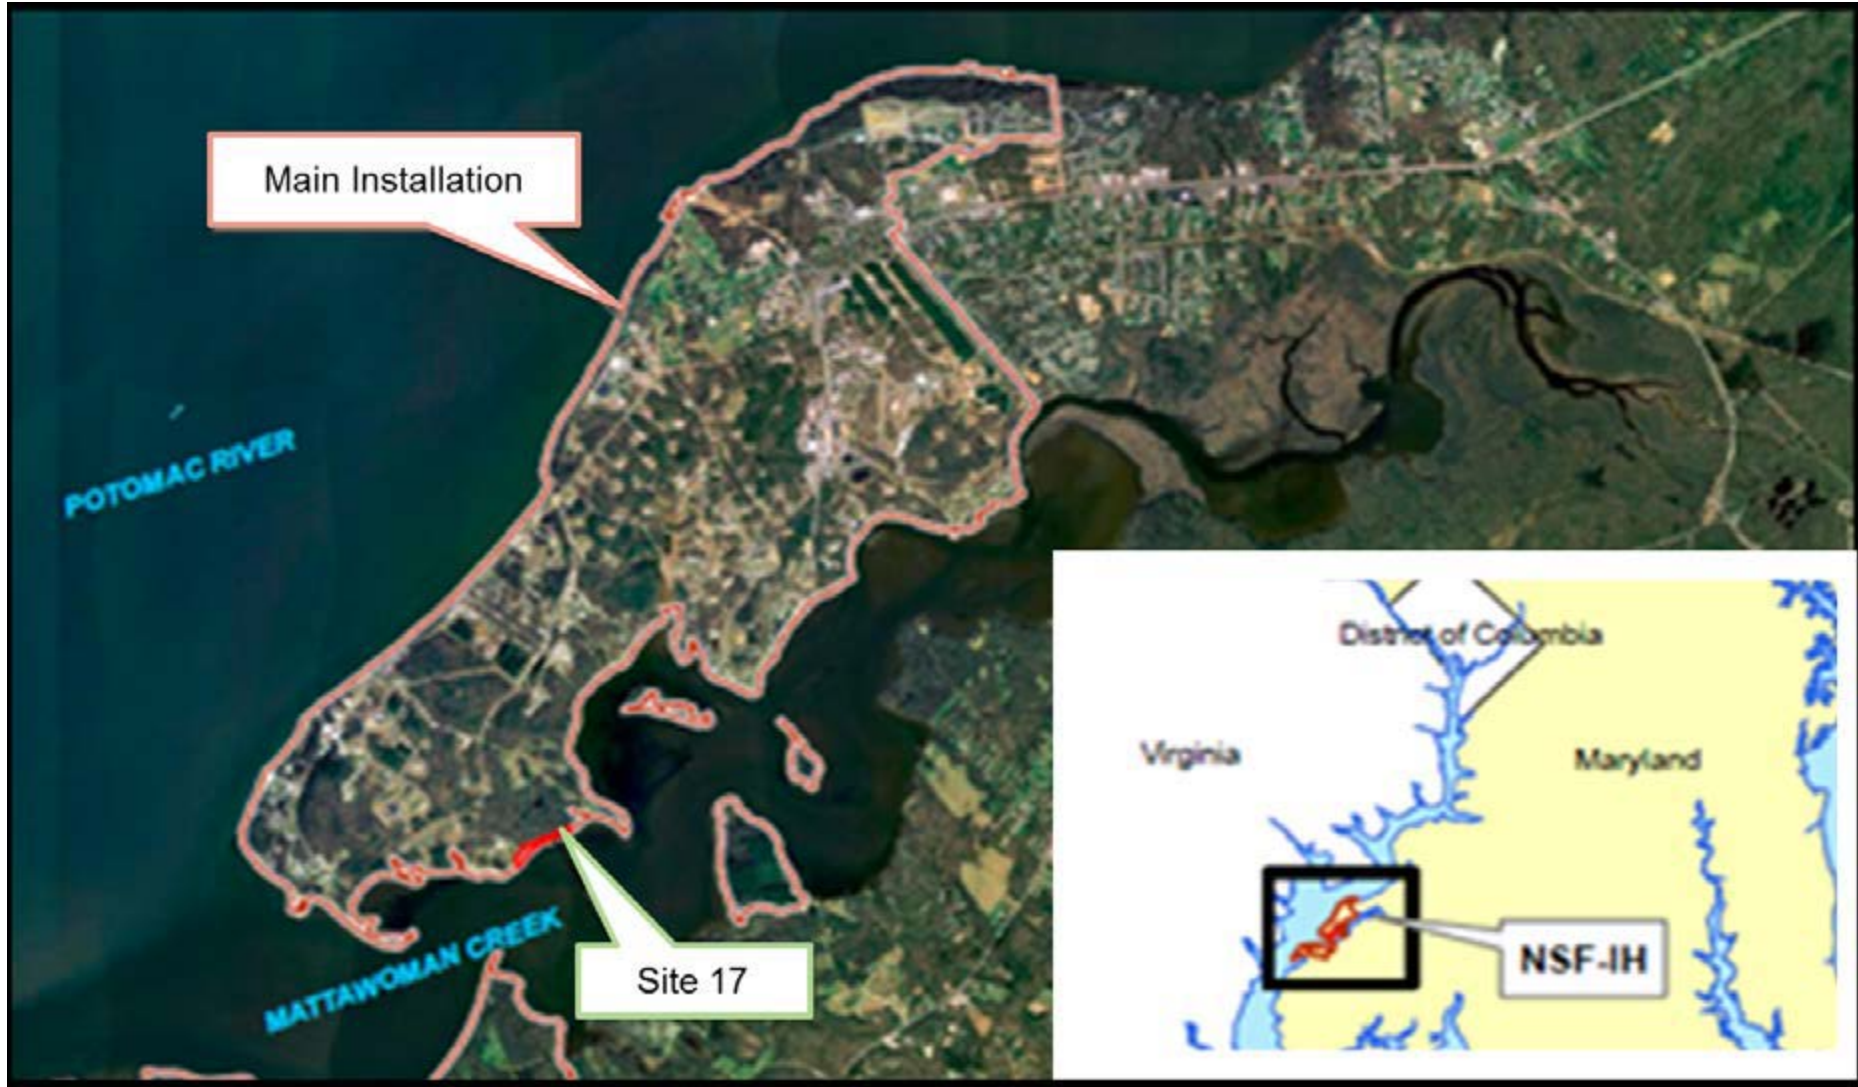 Main Installation
POTOMAC RIVER
District of Columbia
Virginia
Maryland
MATTAWOMAN CREEK
Site 17
NSF-IH